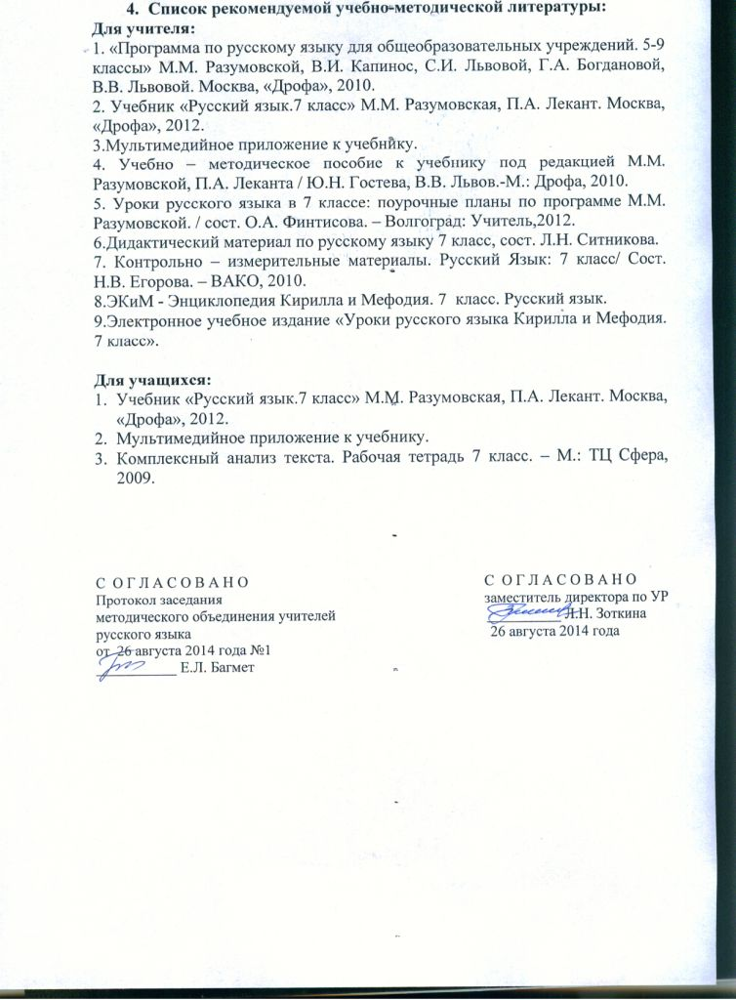 4. Список рекомендуемой учебно-методической литературы:
Для учителя:
1. «Программа по русскому языку для общеобразовательных учреждений. 5-9
классы» М.М. Разумовской, В.И. Капинос, С.И. Львовой, Г.А. Богдановой,
В.В. Львовой. Москва, «Дрофа», 2010.
2. Учебник «Русский язык.7 класс» М.М. Разумовская, П.А. Лекант. Москва,
«Дрофа», 2012.
3.Мультимедийное приложение к учебнику.
4. Учебно – методическое пособие к учебнику под редакцией М.М.
Разумовской, П.А. Леканта / Ю.Н. Гостева, В.В. Львов.-М.: Дрофа, 2010.
5. Уроки русского языка в 7 классе: поурочные планы по программе М.М.
Разумовской. / сост. О.А. Финтисова. – Волгоград: Учитель,2012.
6.Дидактический материал по русскому языку 7 класс, сост. Л.Н. Ситникова.
7. Контрольно – измерительные материалы. Русский Язык: 7 класс/ Сост.
Н.В. Егорова. – ВАКО, 2010.
8.ЭКиМ - Энциклопедия Кирилла и Мефодия. 7 класс. Русский язык.
9.Электронное учебное издание «Уроки русского языка Кирилла и Мефодия.
7 класс».
Для учащихся:
1. Учебник «Русский язык.7 класс» М.М. Разумовская, П.А. Лекант. Москва,
«Дрофа», 2012.
2. Мультимедийное приложение к учебнику.
3. Комплексный анализ текста. Рабочая тетрадь 7 класс. – М.: ТЦ Сфера,
2009.
С О Г Л А С О В А Н О
Протокол заседания
методического объединения учителей
русского языка
от 26 августа 2014 года №1
____________ Е.Л. Багмет
С О Г Л А С О В А Н О
заместитель директора по УР
___________ Л.Н. Зоткина
26 августа 2014 года